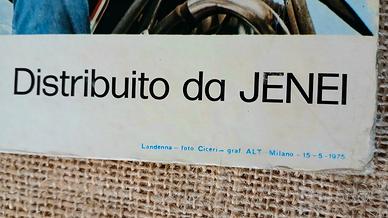 Distribuito da JENEI
Landenna - foto Ciceri - graf. ALT Milano - 15-5-1975